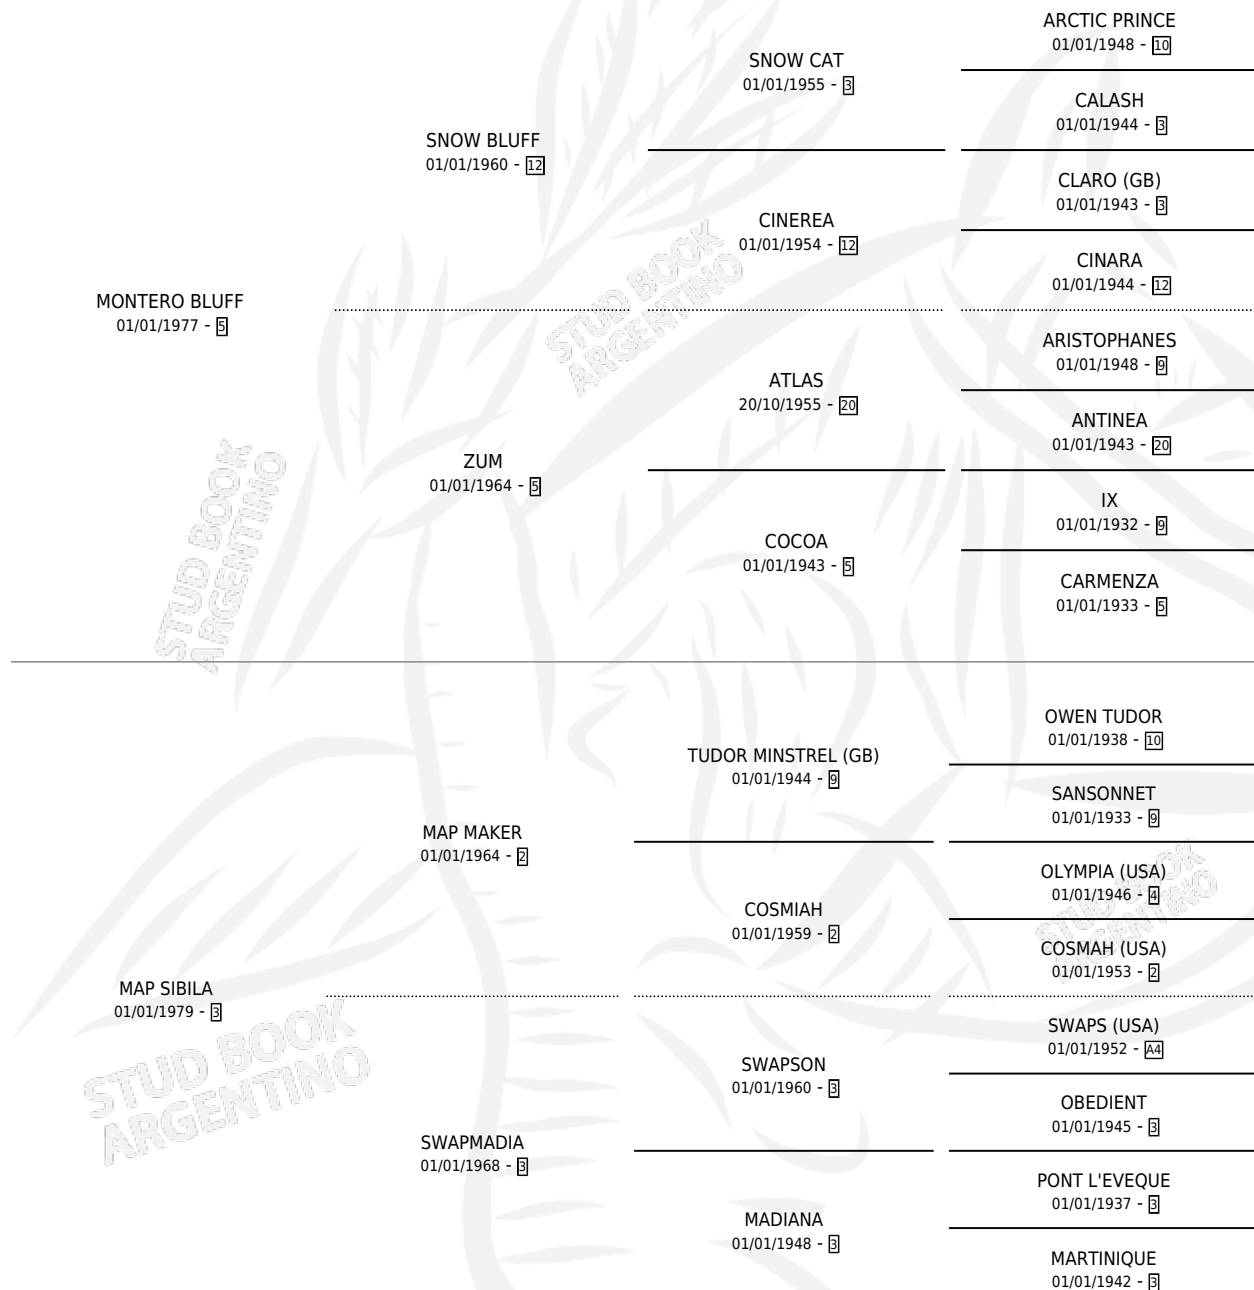 ARCTIC PRINCE
01/01/1948 - 10
SNOW CAT
01/01/1955 - 3
CALASH
01/01/1944 - 3
SNOW BLUFF
01/01/1960 - 12
CLARO (GB)
01/01/1943 - 3
CINEREA
01/01/1954 - 12
CINARA
01/01/1944 - 12
MONTERO BLUFF
01/01/1977 - 5
ARISTOPHANES
01/01/1948 - 9
ATLAS
20/10/1955 - 20
ANTINEA
01/01/1943 - 20
ZUM
01/01/1964 - 5
IX
01/01/1932 - 9
COCOA
01/01/1943 - 5
CARMENZA
01/01/1933 - 5
OWEN TUDOR
01/01/1938 - 10
TUDOR MINSTREL (GB)
01/01/1944 - 9
SANSONNET
01/01/1933 - 9
MAP MAKER
01/01/1964 - 2
OLYMPIA (USA)
01/01/1946 - 4
COSMIAH
01/01/1959 - 2
COSMAH (USA)
01/01/1953 - 2
MAP SIBILA
01/01/1979 - 3
SWAPS (USA)
01/01/1952 - A4
SWAPSON
01/01/1960 - 3
OBEDIENT
01/01/1945 - 3
SWAPMADIA
01/01/1968 - 3
PONT L'EVEQUE
01/01/1937 - 3
MADIANA
01/01/1948 - 3
MARTINIQUE
01/01/1942 - 3
STUD BOOK
ARGENTINO
STUD BOOK
ARGENTINO
STUD BOOK
ARGENTINO
STUD BOOK
ARGENTINO